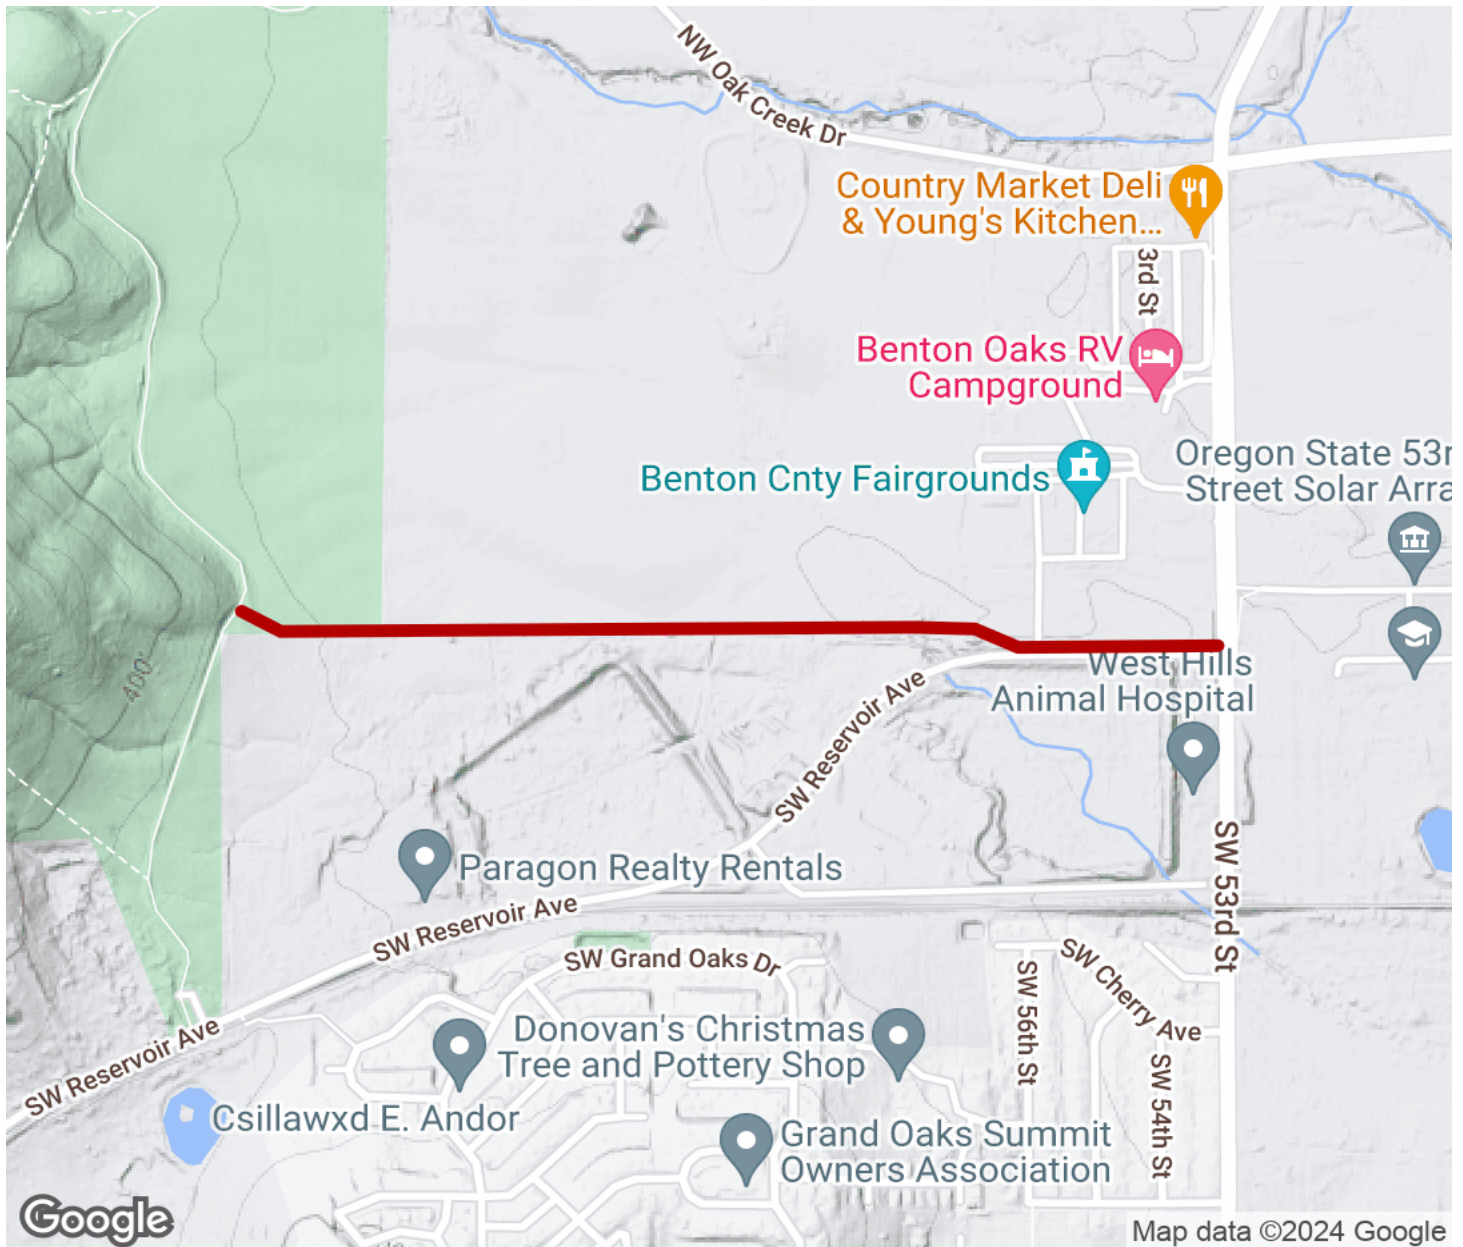 NW Oak Creek Dr
Country Market Deli
& Young's Kitchen...
3rd St
Benton Oaks RV
Campground
Oregon State 53r
Street Solar Arra
Benton Cnty Fairgrounds
400'
West Hills
Animal Hospital
SW Reservoir Ave
Paragon Realty Rentals
SW 53rd St
SW Reservoir Ave
SW Grand Oaks Dr
SW Cherry Ave
SW 56th St
Donovan's Christmas
Tree and Pottery Shop
SW Reservoir Ave
SW 54th St
Csillawxd E. Andor
Grand Oaks Summit
Owners Association
Google
Map data ©2024 Google